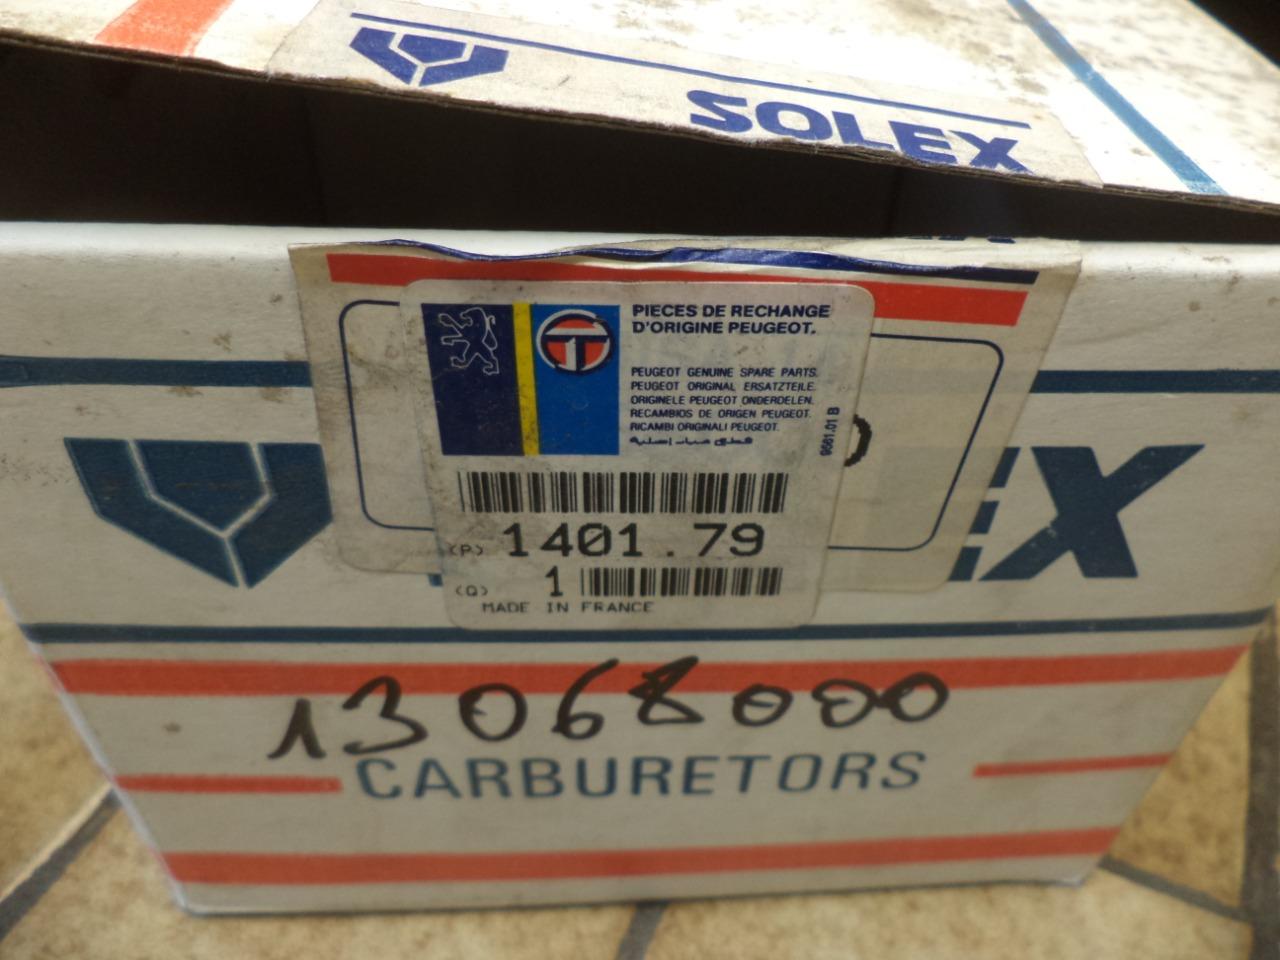 SOLEX
PIECES DE RECHANGE
D'ORIGINE PEUGEOT.
PEUGEOT GENUINE SPARE PARTS.
PEUGEOT ORIGINAL ERSATZTEILE.
ORIGINELE PEUGEOT ONDERDELEN.
RECAMBIOS DE ORIGEN PEUGEOT.
RICAMBI ORIGINALI PEUGEOT.
9561.01 B
(P) 1401.79
(Q) 1
MADE IN FRANCE
EX
13068000
CARBURETORS